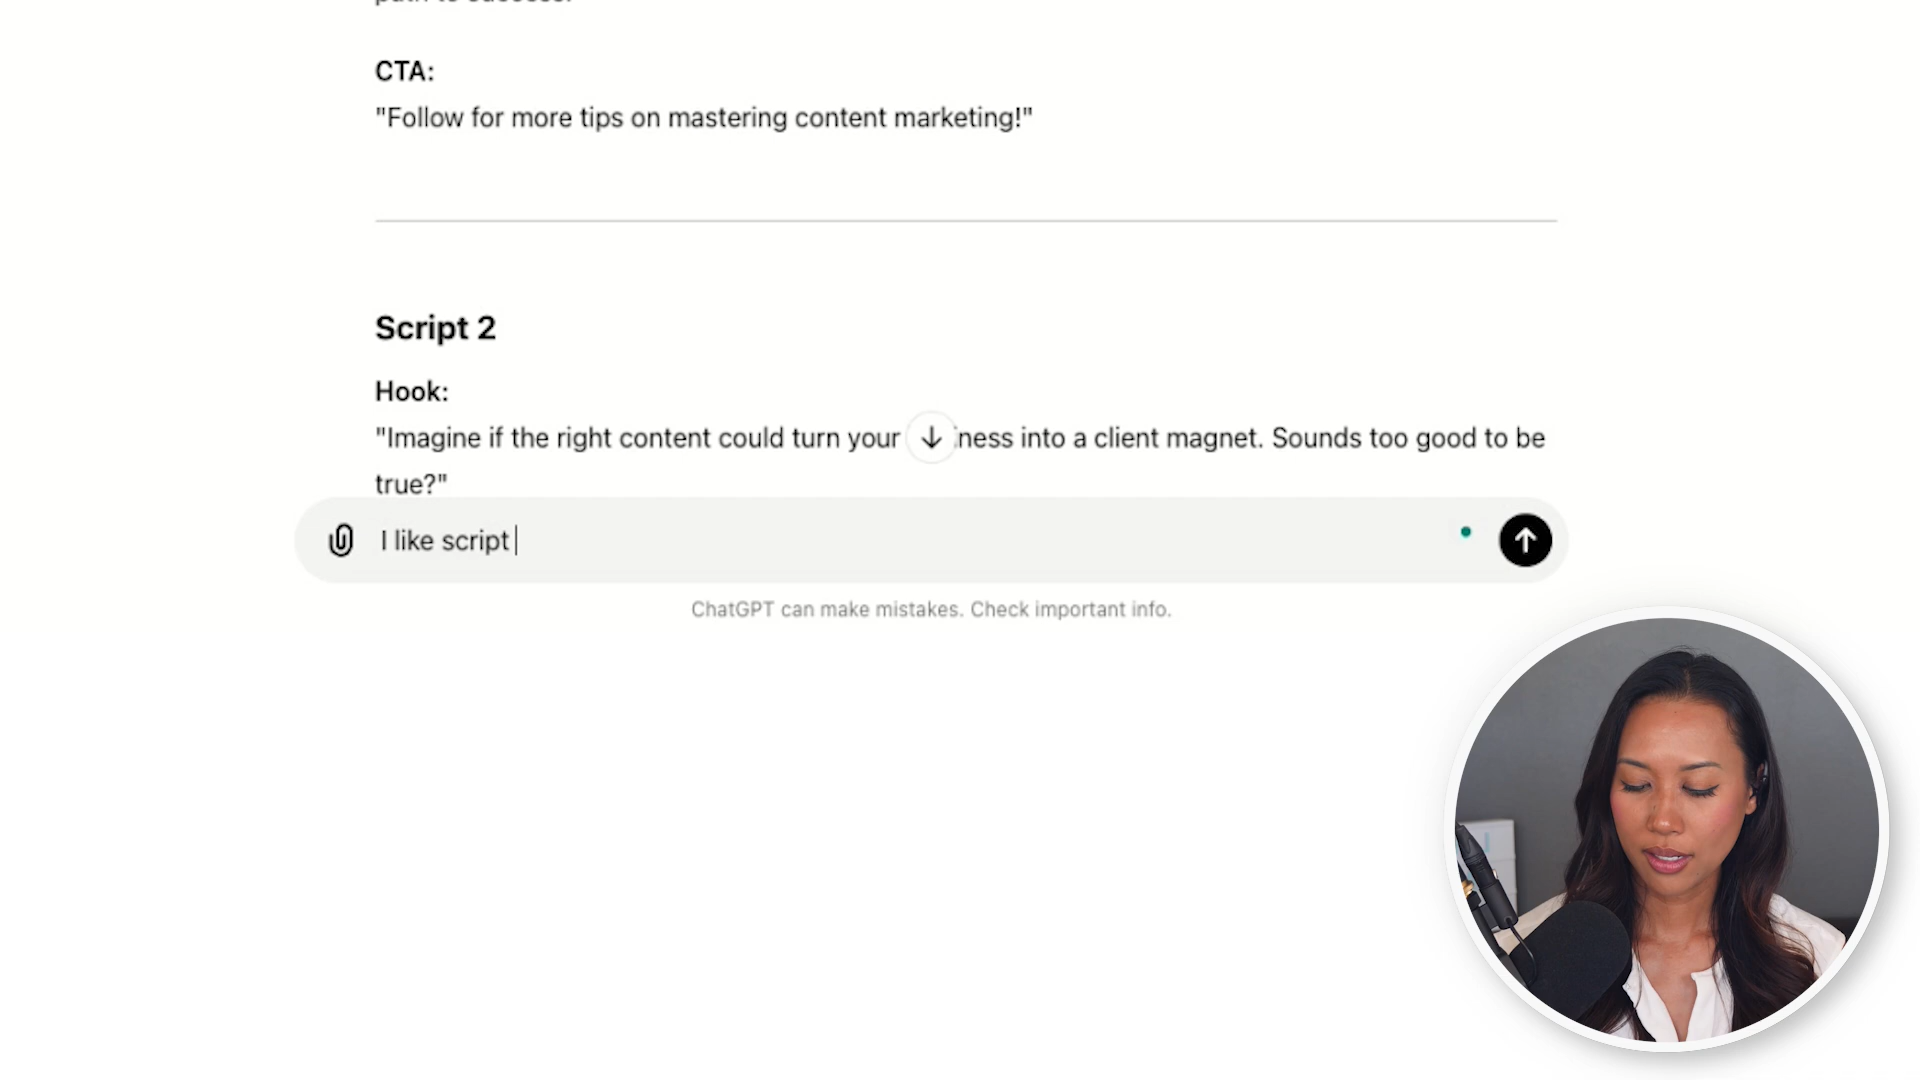 CTA:
"Follow for more tips on mastering content marketing!"
Script 2
Hook:
"Imagine if the right content could turn your ness into a client magnet. Sounds too good to be
true?"
I like script
ChatGPT can make mistakes. Check important info.